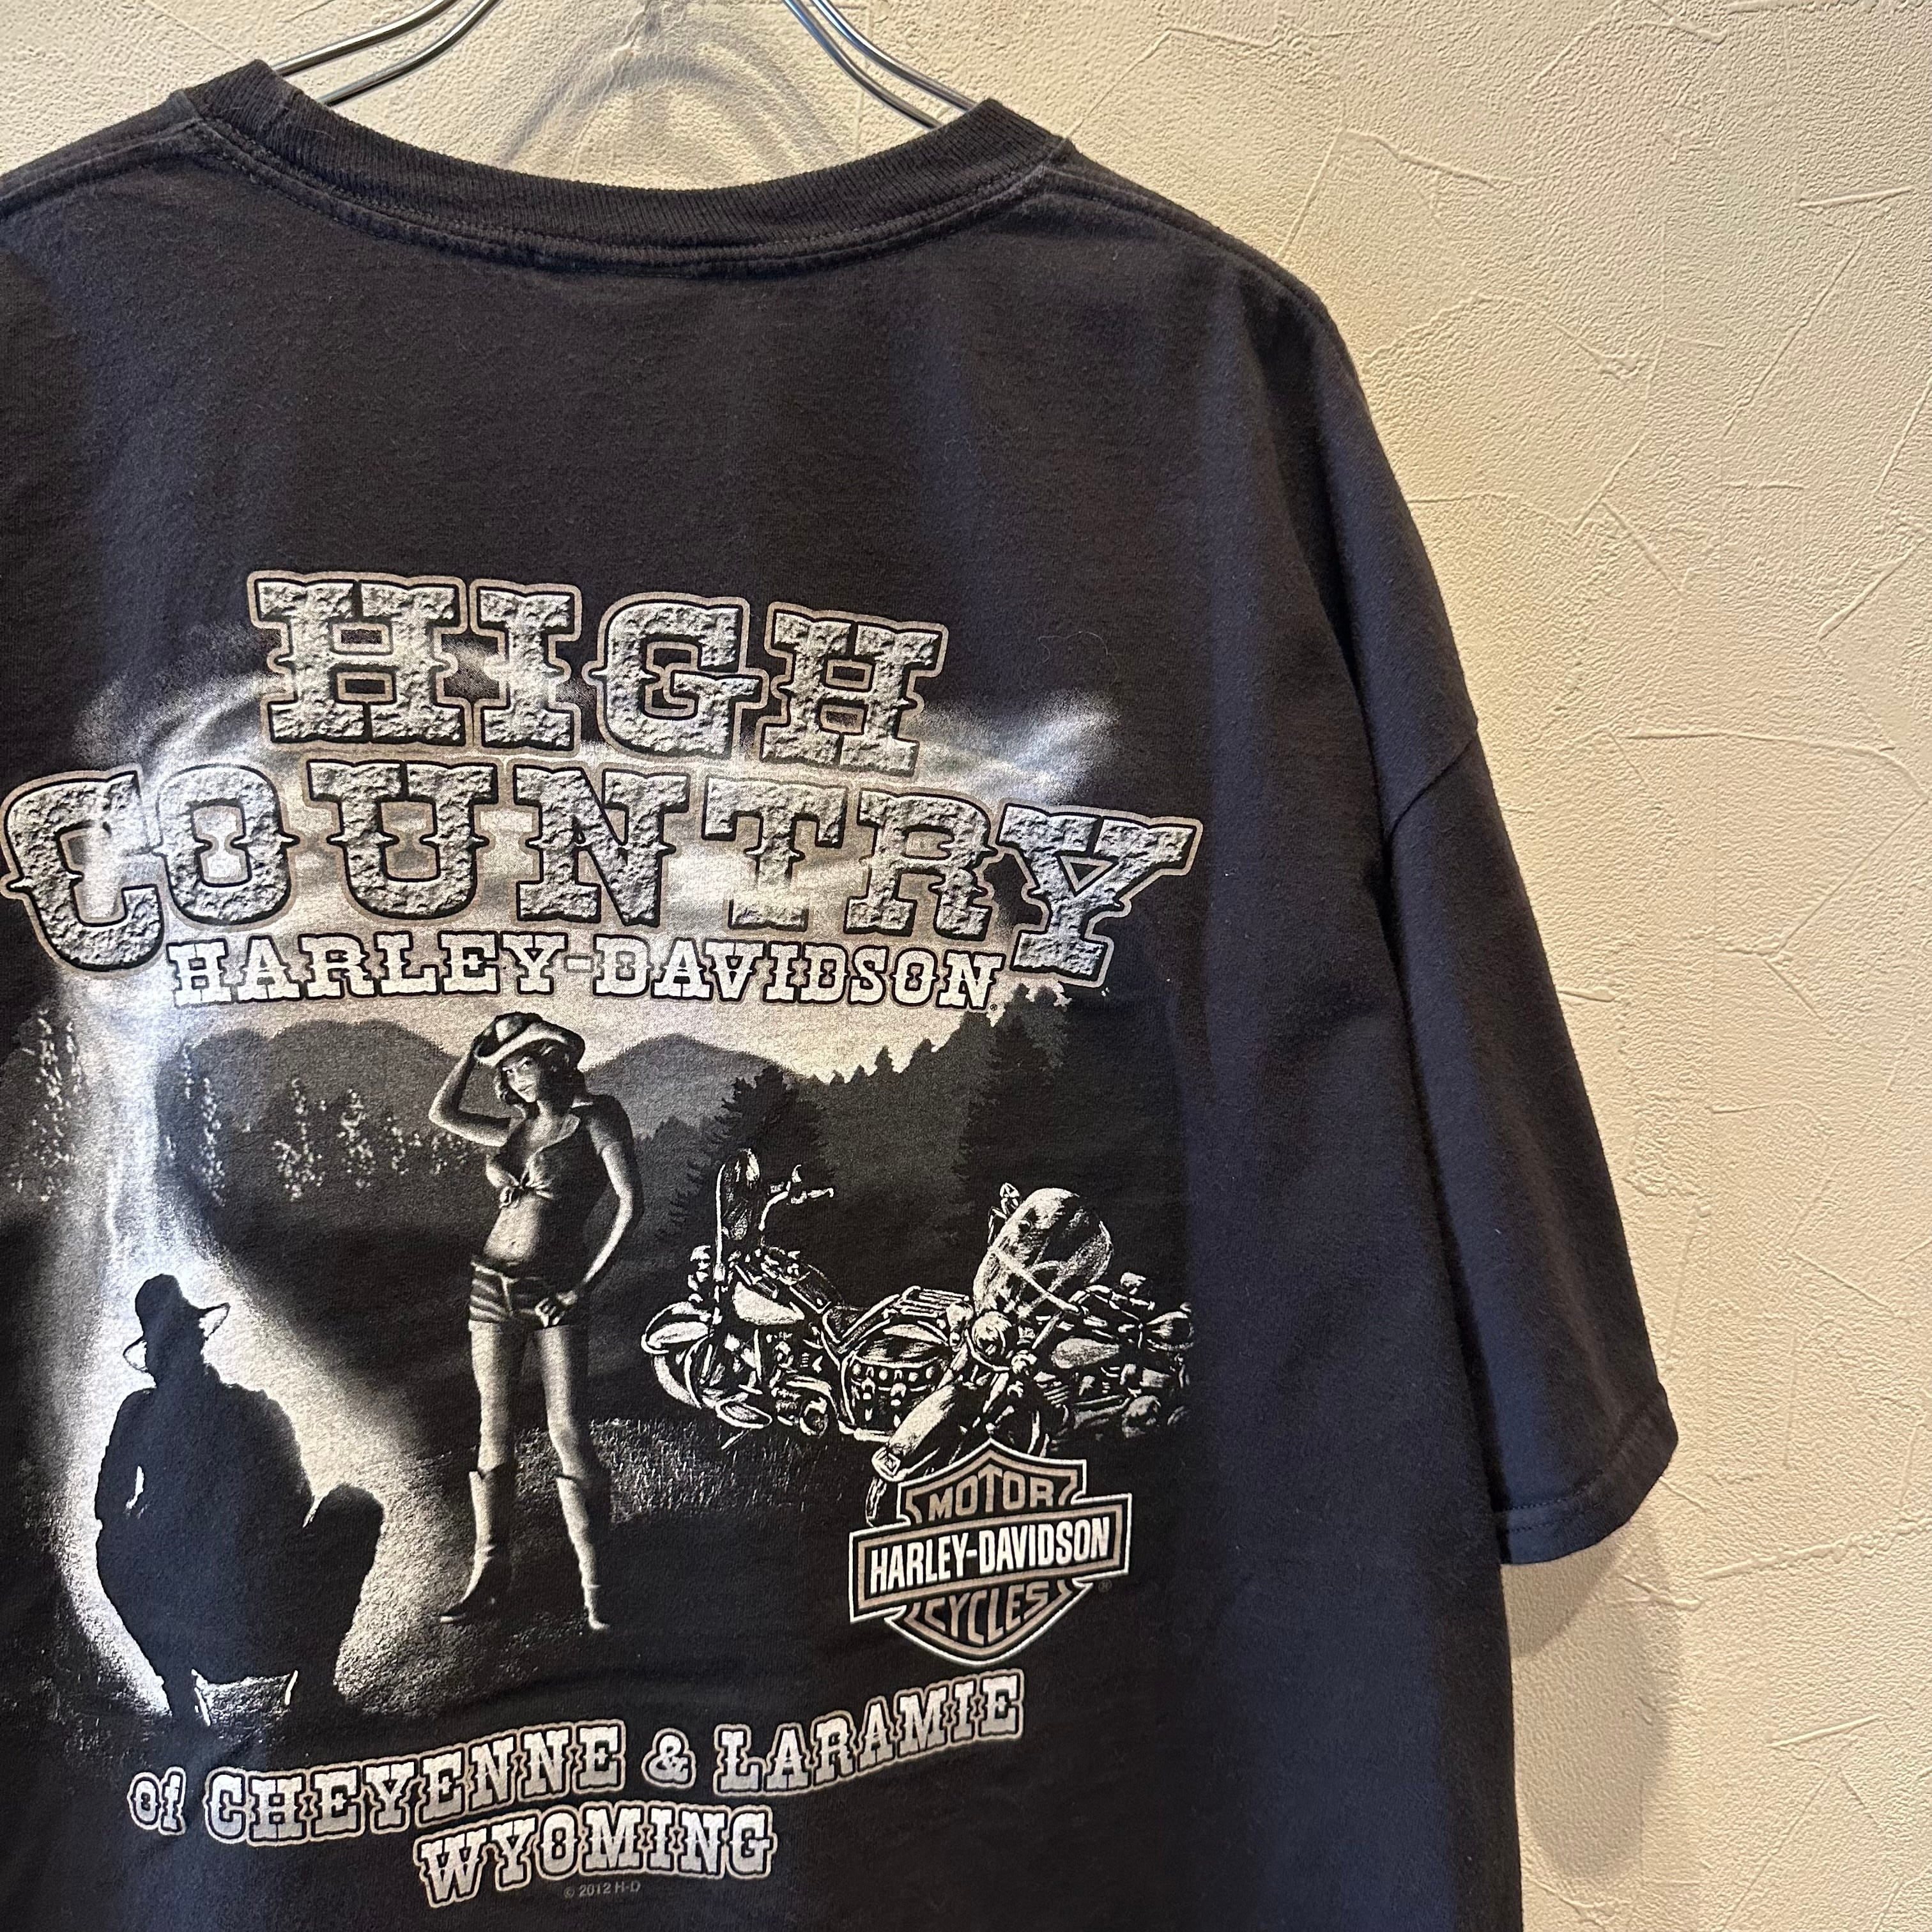 HIGH
COUNTRY
HARLEY-DAVIDSON
MOTOR
HARLEY-DAVIDSON
CYCLES
®
of CHEYENNE & LARAMIE
WYOMING
© 2012 H-D